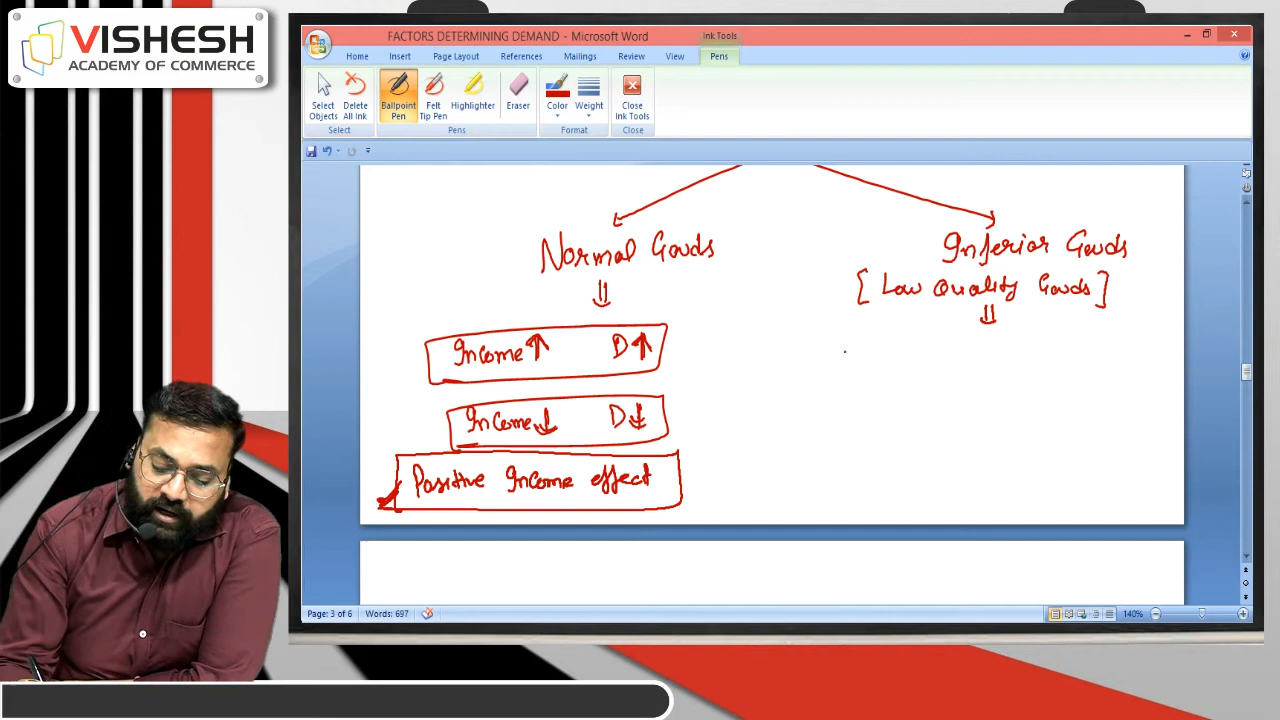 VISHESH
ACADEMY OF COMMERCE
FACTORS DETERMINING DEMAND - Microsoft Word
Ink Tools
Home Insert Page Layout References Mailings Review View Pens
Select Objects
Delete All Ink
Ballpoint Pen
Felt Tip Pen
Highlighter
Eraser
Color
Weight
Close Ink Tools
Select Pens Format Close
Normal Goods
Inferior Goods
[Low Quality Goods]
Income↑ D↑
Income↓ D↓
Positive Income effect
Page: 3 of 6 Words: 697 140%